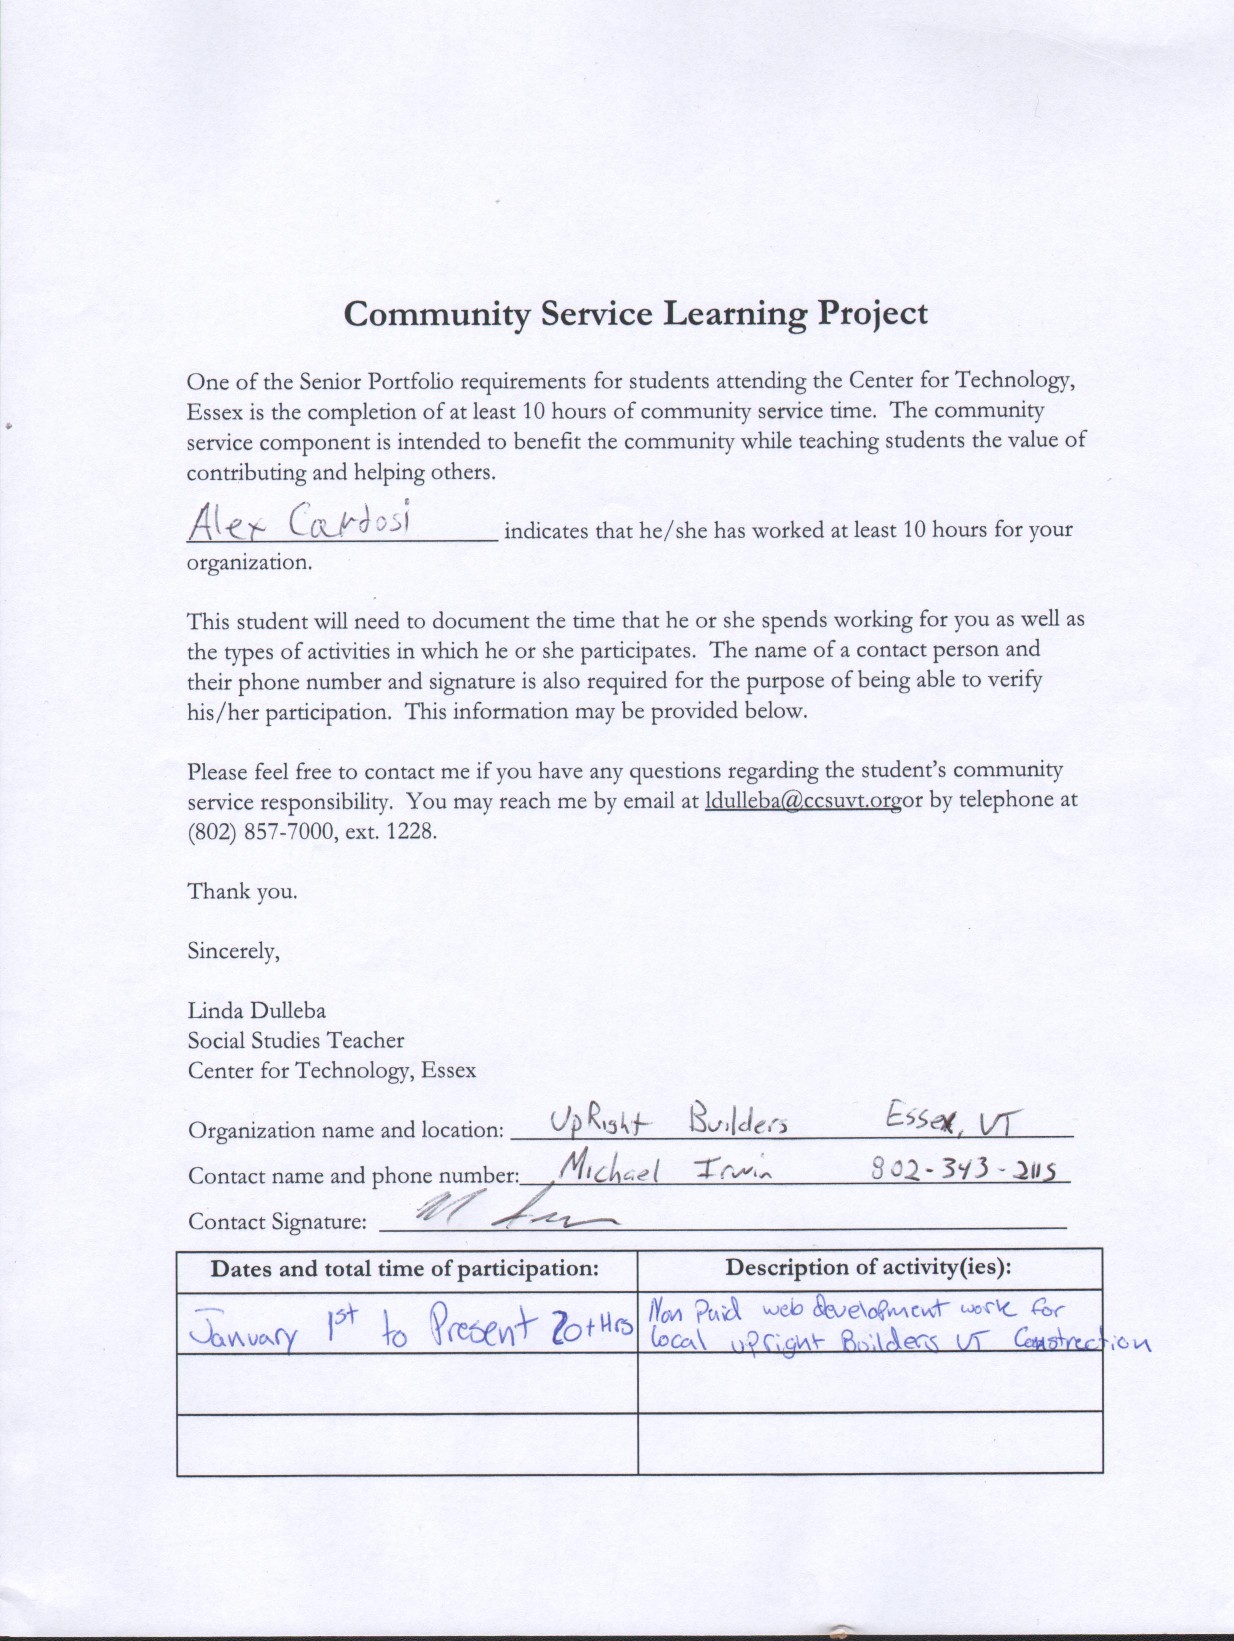 Community Service Learning Project
One of the Senior Portfolio requirements for students attending the Center for Technology,
Essex is the completion of at least 10 hours of community service time.  The community
service component is intended to benefit the community while teaching students the value of
contributing and helping others.
Alex Cardosi indicates that he/she has worked at least 10 hours for your
organization.
This student will need to document the time that he or she spends working for you as well as
the types of activities in which he or she participates.  The name of a contact person and
their phone number and signature is also required for the purpose of being able to verify
his/her participation.  This information may be provided below.
Please feel free to contact me if you have any questions regarding the student's community
service responsibility.  You may reach me by email at ldulleba@ccsuvt.orgor by telephone at
(802) 857-7000, ext. 1228.
Thank you.
Sincerely,
Linda Dulleba
Social Studies Teacher
Center for Technology, Essex
Organization name and location: UpRight Builders Essex, VT
Contact name and phone number: Michael Irwin 802-343-2115
Contact Signature:
Dates and total time of participation: Description of activity(ies):
January 1st to Present 20+Hrs Non Paid web development work for
local upright Builders VT Constrection